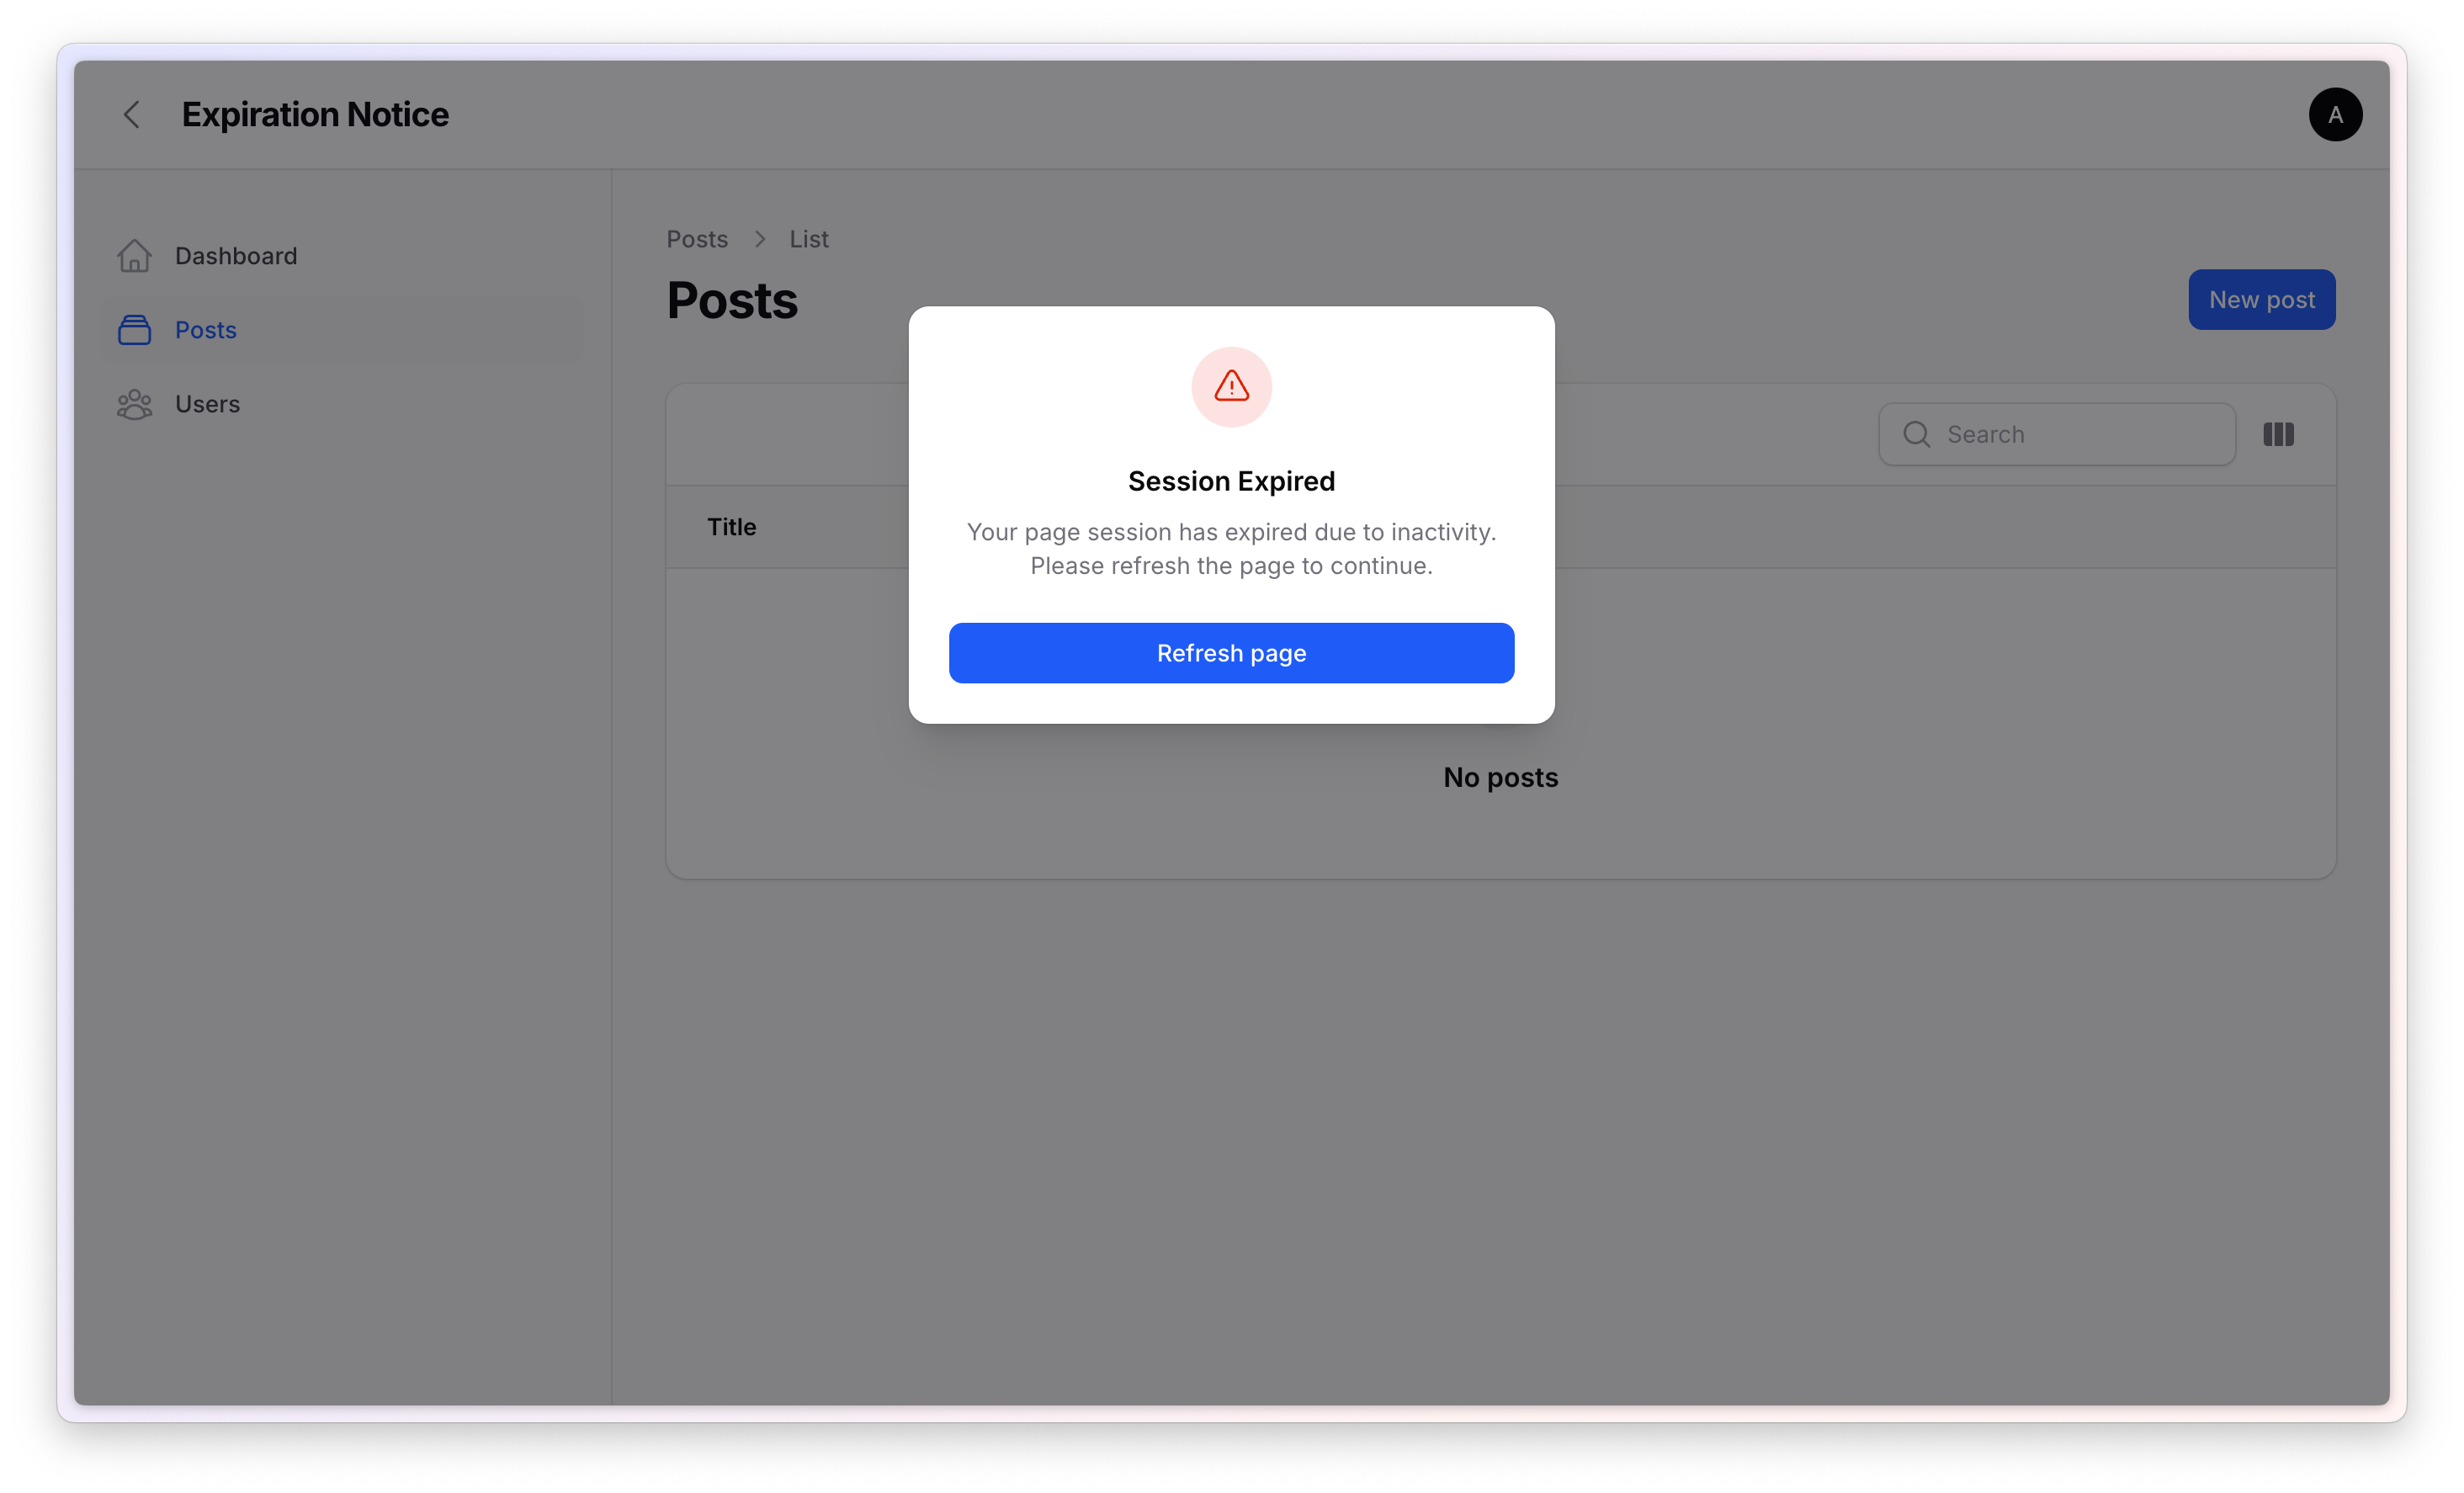 Expiration Notice
A
Dashboard
Posts
Users
Posts > List
Posts
New post
Search
Title
Session Expired
Your page session has expired due to inactivity.
Please refresh the page to continue.
Refresh page
No posts